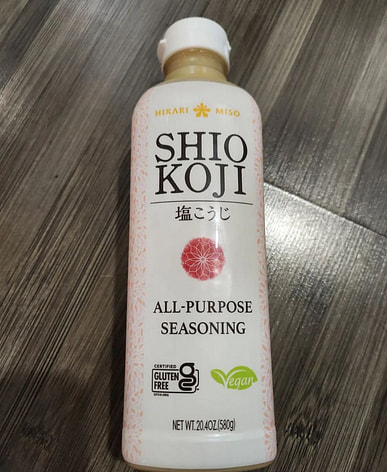 HIKARI MISO
SHIO
KOJI
塩こうじ
ALL-PURPOSE
SEASONING
CERTIFIED
GLUTEN
FREE
Vegan
NET WT. 20.4OZ. (580g)